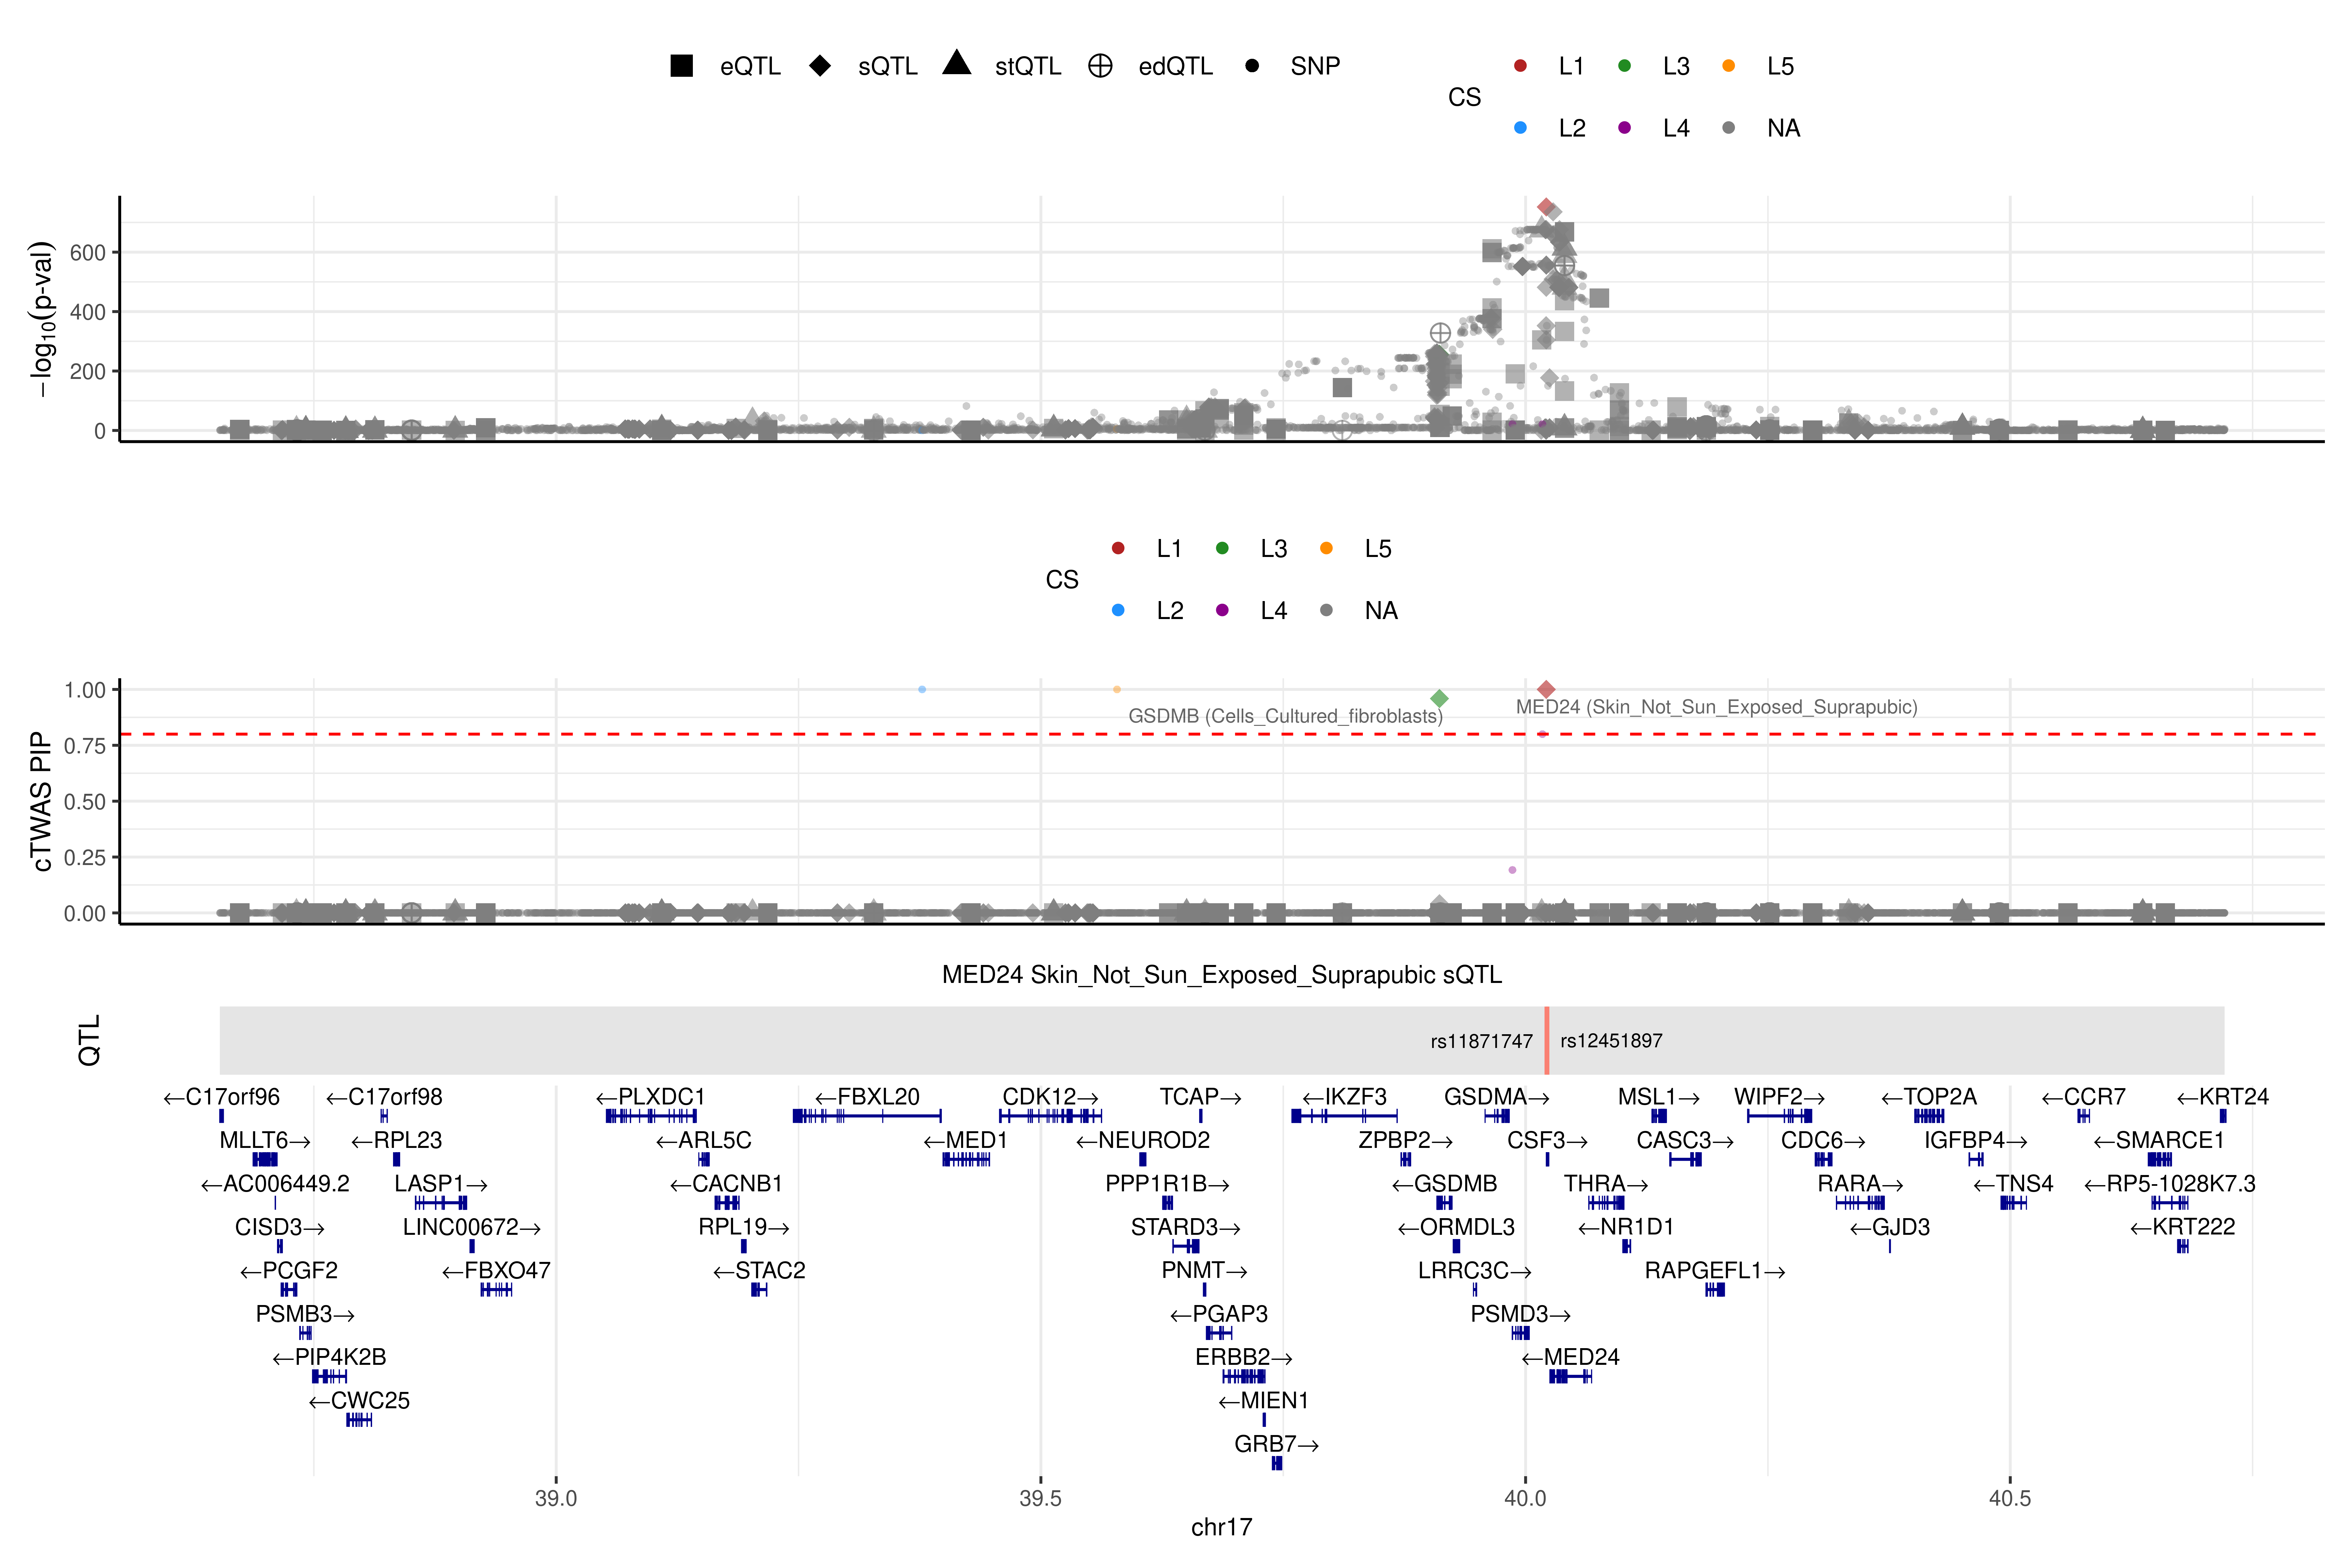 eQTL sQTL stQTL edQTL SNP
CS
L1 L3 L5
L2 L4 NA
−log10(p-val)
600
400
200
0
CS
L1 L3 L5
L2 L4 NA
cTWAS PIP
1.00
0.75
0.50
0.25
0.00
GSDMB (Cells_Cultured_fibroblasts)
MED24 (Skin_Not_Sun_Exposed_Suprapubic)
MED24 Skin_Not_Sun_Exposed_Suprapubic sQTL
QTL
rs11871747 rs12451897
←C17orf96 ←C17orf98 ←PLXDC1 ←FBXL20 CDK12→ TCAP→ ←IKZF3 GSDMA→ MSL1→ WIPF2→ ←TOP2A ←CCR7 ←KRT24
MLLT6→ ←RPL23 ←ARL5C ←MED1 ←NEUROD2 ZPBP2→ CSF3→ CASC3→ CDC6→ IGFBP4→ ←SMARCE1
←AC006449.2 LASP1→ ←CACNB1 PPP1R1B→ ←GSDMB THRA→ RARA→ ←TNS4 ←RP5-1028K7.3
CISD3→ LINC00672→ RPL19→ STARD3→ ←ORMDL3 ←NR1D1 ←GJD3 ←KRT222
←PCGF2 ←FBXO47 ←STAC2 PNMT→ LRRC3C→ RAPGEFL1→
PSMB3→ ←PGAP3 PSMD3→
←PIP4K2B ERBB2→ ←MED24
←CWC25 ←MIEN1
GRB7→
39.0 39.5 40.0 40.5
chr17